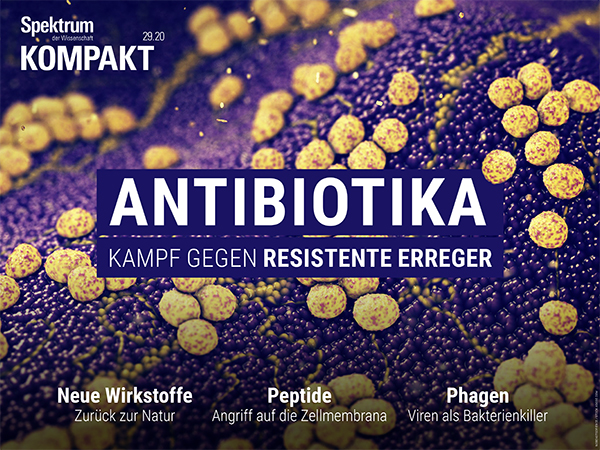 Spektrum
der Wissenschaft
KOMPAKT
29.20
ANTIBIOTIKA
KAMPF GEGEN RESISTENTE ERREGER
Neue Wirkstoffe
Zurück zur Natur
Peptide
Angriff auf die Zellmembrana
Phagen
Viren als Bakterienkiller